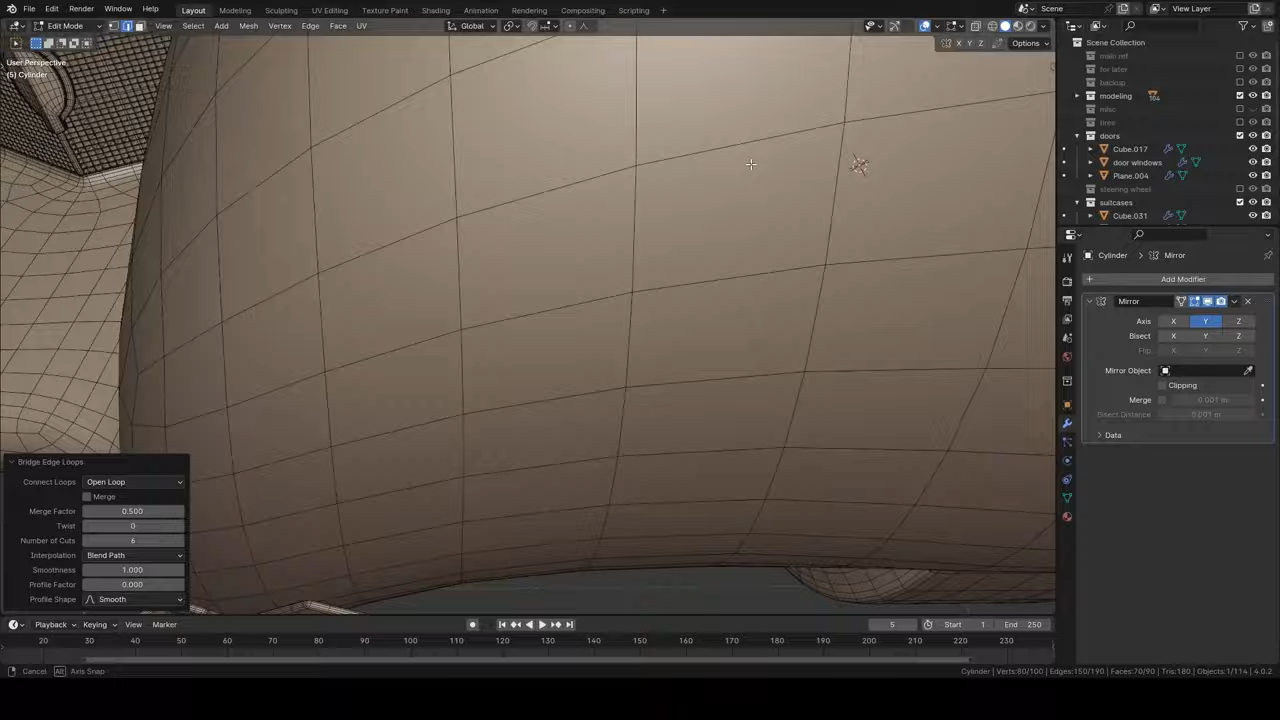 File Edit Render Window Help Layout Modeling Sculpting UV Editing Texture Paint Shading Animation Rendering Compositing Scripting + Scene View Layer
Edit Mode View Select Add Mesh Vertex Edge Face UV Global
X Y Z Options
User Perspective
(5) Cylinder
Scene Collection
main ref
for later
backup
modeling 104
misc
tires
doors
Cube.017
door windows
Plane.004
steering wheel
suitcases
Cube.031
Cylinder > Mirror
+ Add Modifier
Mirror
Axis X Y Z
Bisect X Y Z
Flip X Y Z
Mirror Object
Clipping
Merge 0.001 m
Bisect Distance 0.001 m
Data
Bridge Edge Loops
Connect Loops Open Loop
Merge
Merge Factor 0.500
Twist 0
Number of Cuts 6
Interpolation Blend Path
Smoothness 1.000
Profile Factor 0.000
Profile Shape Smooth
Playback Keying View Marker 5 Start 1 End 250
20 30 40 50 60 70 80 90 100 110 120 130 140 150 160 170 180 190 200 210 220 230
Cancel Alt Axis Snap Cylinder | Verts:80/100 | Edges:150/190 | Faces:70/90 | Tris:180 | Objects:1/114 | 4.0.2